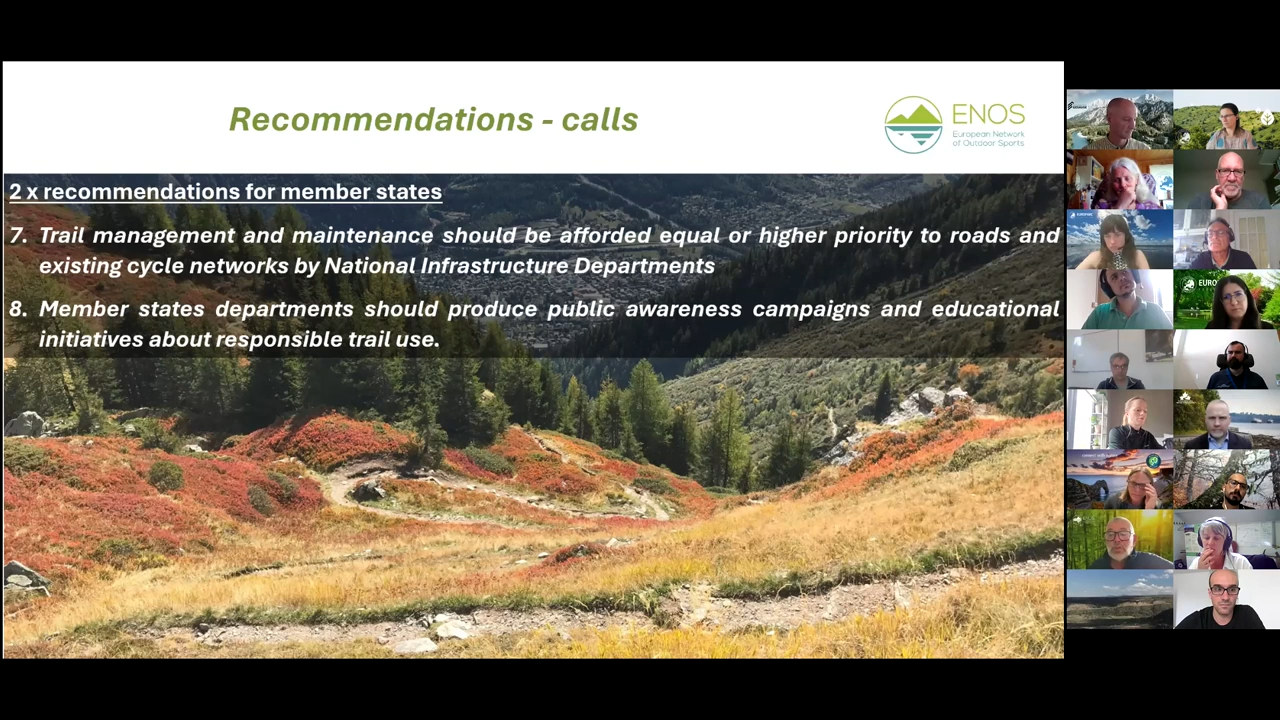 Recommendations - calls
ENOS
European Network
of Outdoor Sports
2 x recommendations for member states
7. Trail management and maintenance should be afforded equal or higher priority to roads and
existing cycle networks by National Infrastructure Departments
8. Member states departments should produce public awareness campaigns and educational
initiatives about responsible trail use.
EUROPARC
EURO